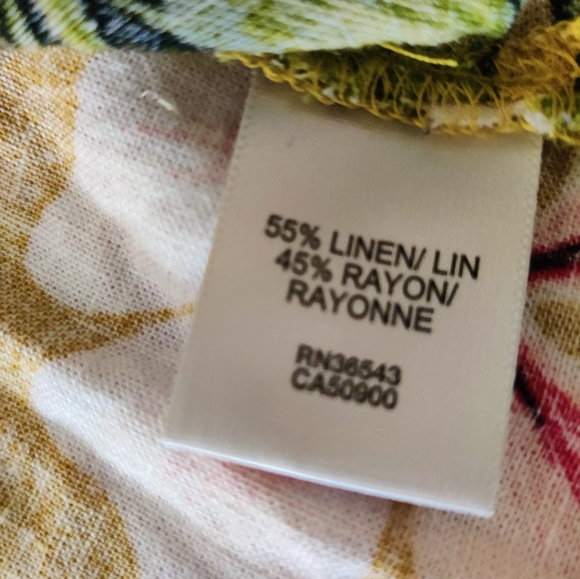 55% LINEN/ LIN
45% RAYON/
RAYONNE
RN36543
CA50900